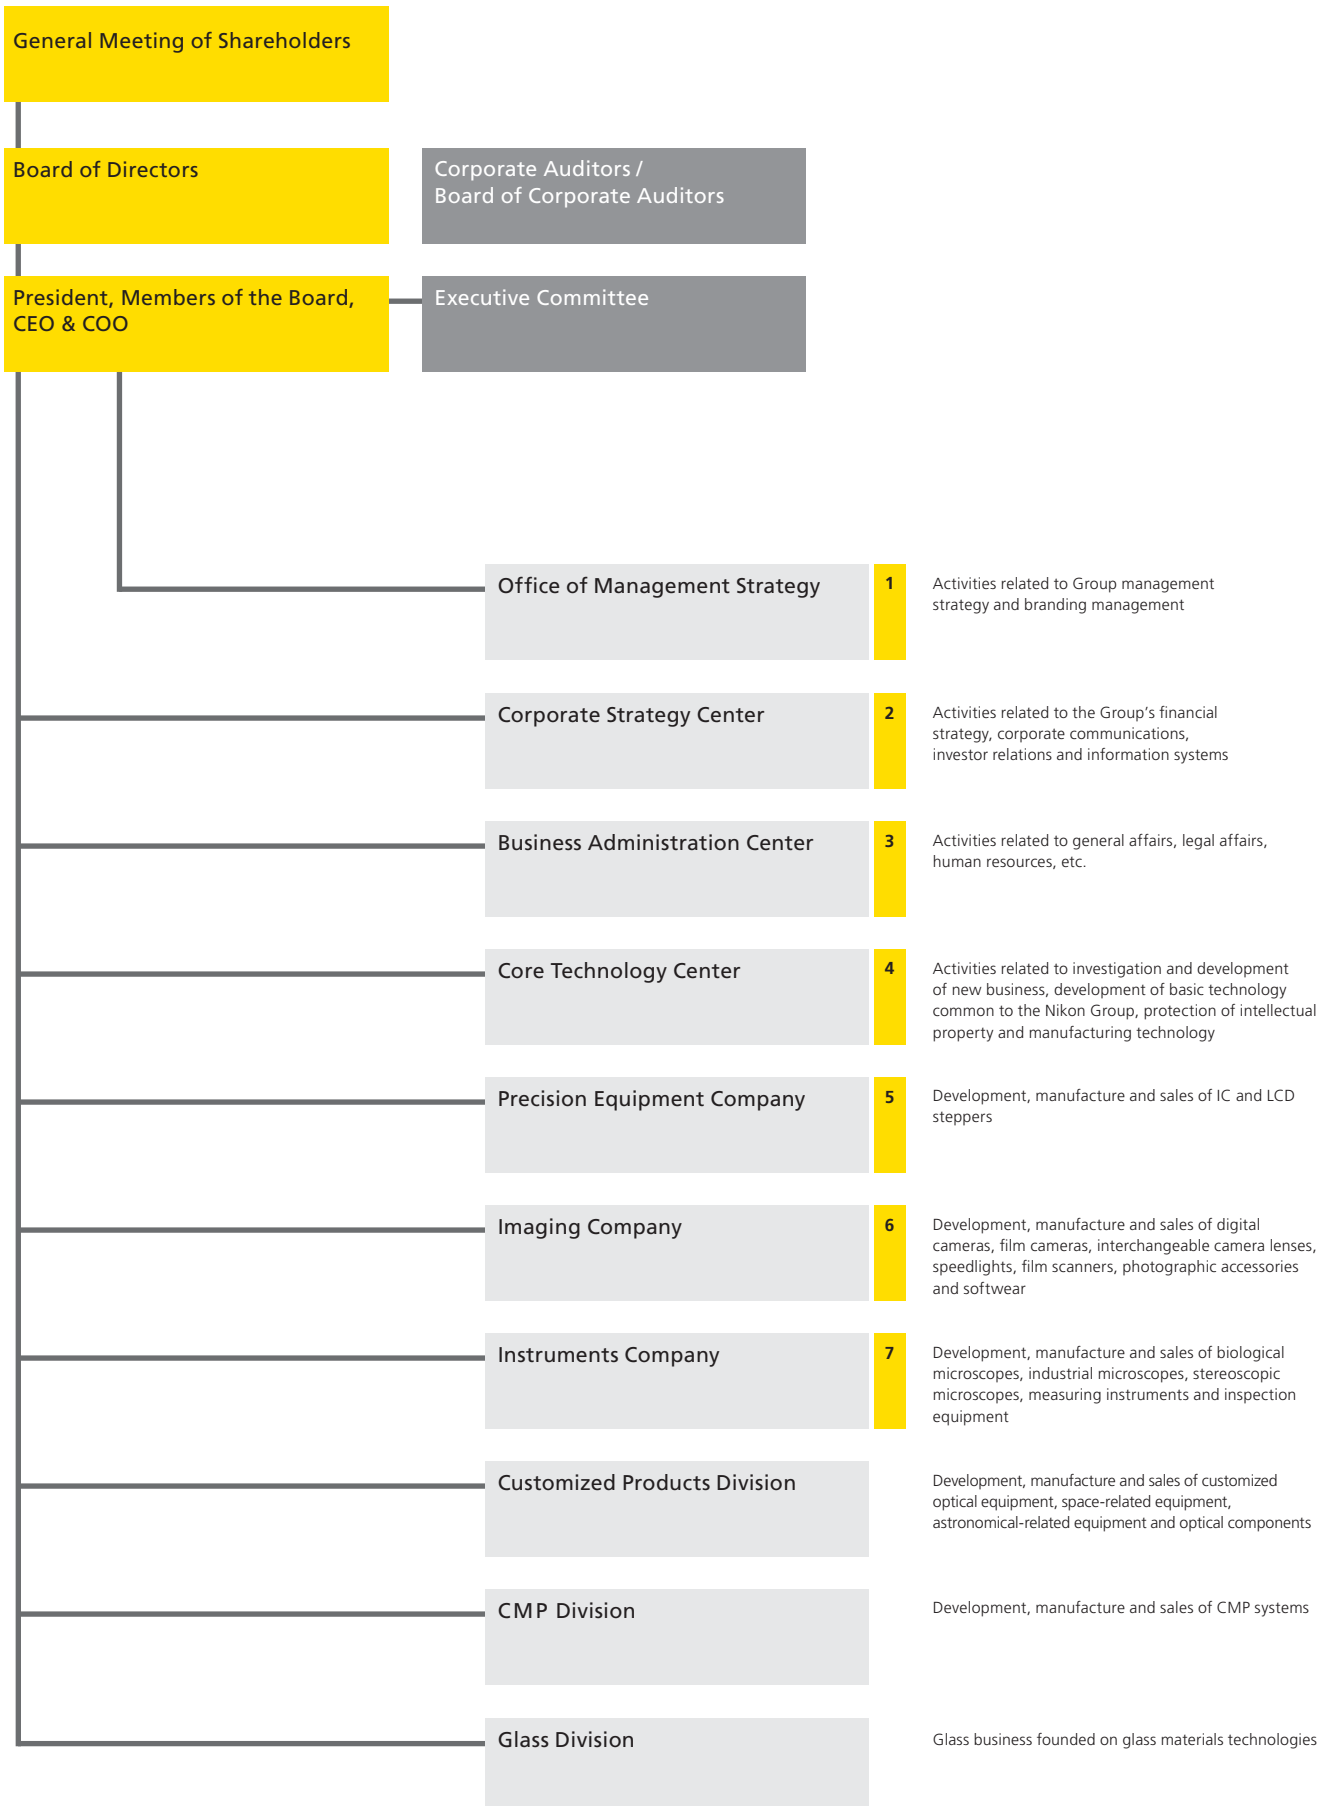 General Meeting of Shareholders
Board of Directors
Corporate Auditors /
Board of Corporate Auditors
President, Members of the Board,
CEO & COO
Executive Committee
Office of Management Strategy
1
Activities related to Group management
strategy and branding management
Corporate Strategy Center
2
Activities related to the Group’s financial
strategy, corporate communications,
investor relations and information systems
Business Administration Center
3
Activities related to general affairs, legal affairs,
human resources, etc.
Core Technology Center
4
Activities related to investigation and development
of new business, development of basic technology
common to the Nikon Group, protection of intellectual
property and manufacturing technology
Precision Equipment Company
5
Development, manufacture and sales of IC and LCD
steppers
Imaging Company
6
Development, manufacture and sales of digital
cameras, film cameras, interchangeable camera lenses,
speedlights, film scanners, photographic accessories
and softwear
Instruments Company
7
Development, manufacture and sales of biological
microscopes, industrial microscopes, stereoscopic
microscopes, measuring instruments and inspection
equipment
Customized Products Division
Development, manufacture and sales of customized
optical equipment, space-related equipment,
astronomical-related equipment and optical components
CMP Division
Development, manufacture and sales of CMP systems
Glass Division
Glass business founded on glass materials technologies